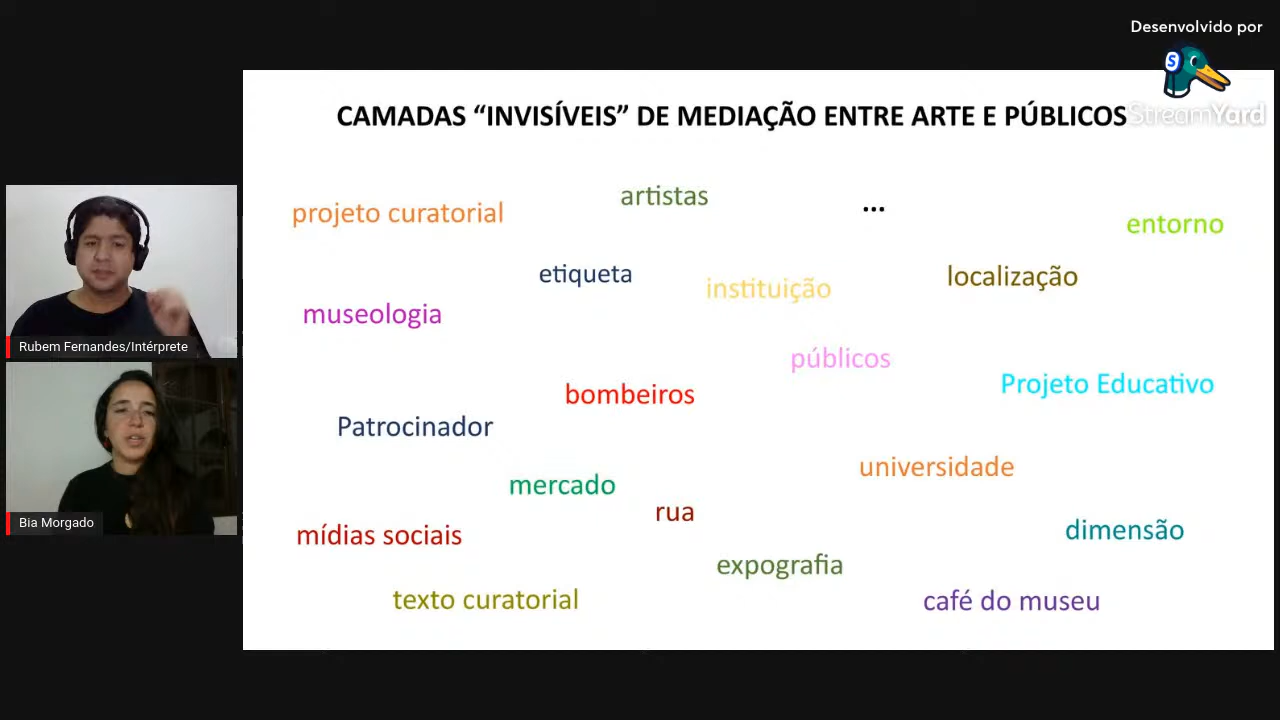 Desenvolvido por
StreamYard
CAMADAS “INVISÍVEIS” DE MEDIAÇÃO ENTRE ARTE E PÚBLICOS
artistas
projeto curatorial
...
entorno
etiqueta
instituição
localização
museologia
públicos
Projeto Educativo
bombeiros
Patrocinador
universidade
mercado
rua
mídias sociais
dimensão
expografia
texto curatorial
café do museu
Rubem Fernandes/Intérprete
Bia Morgado